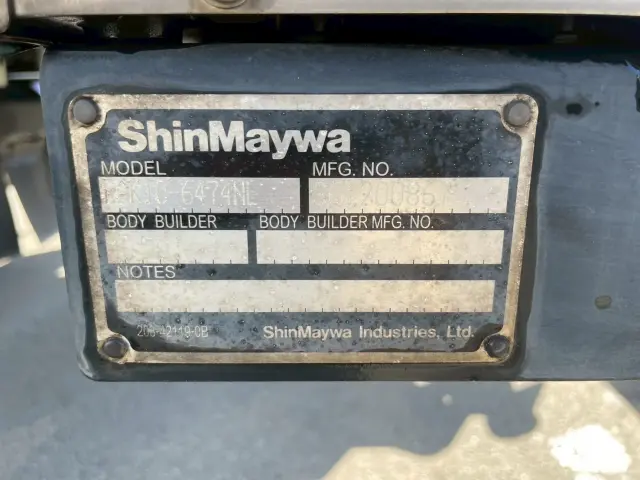 ShinMaywa
MODEL MFG. NO.
BODY BUILDER BODY BUILDER MFG. NO.
NOTES
ShinMaywa Industries, Ltd.